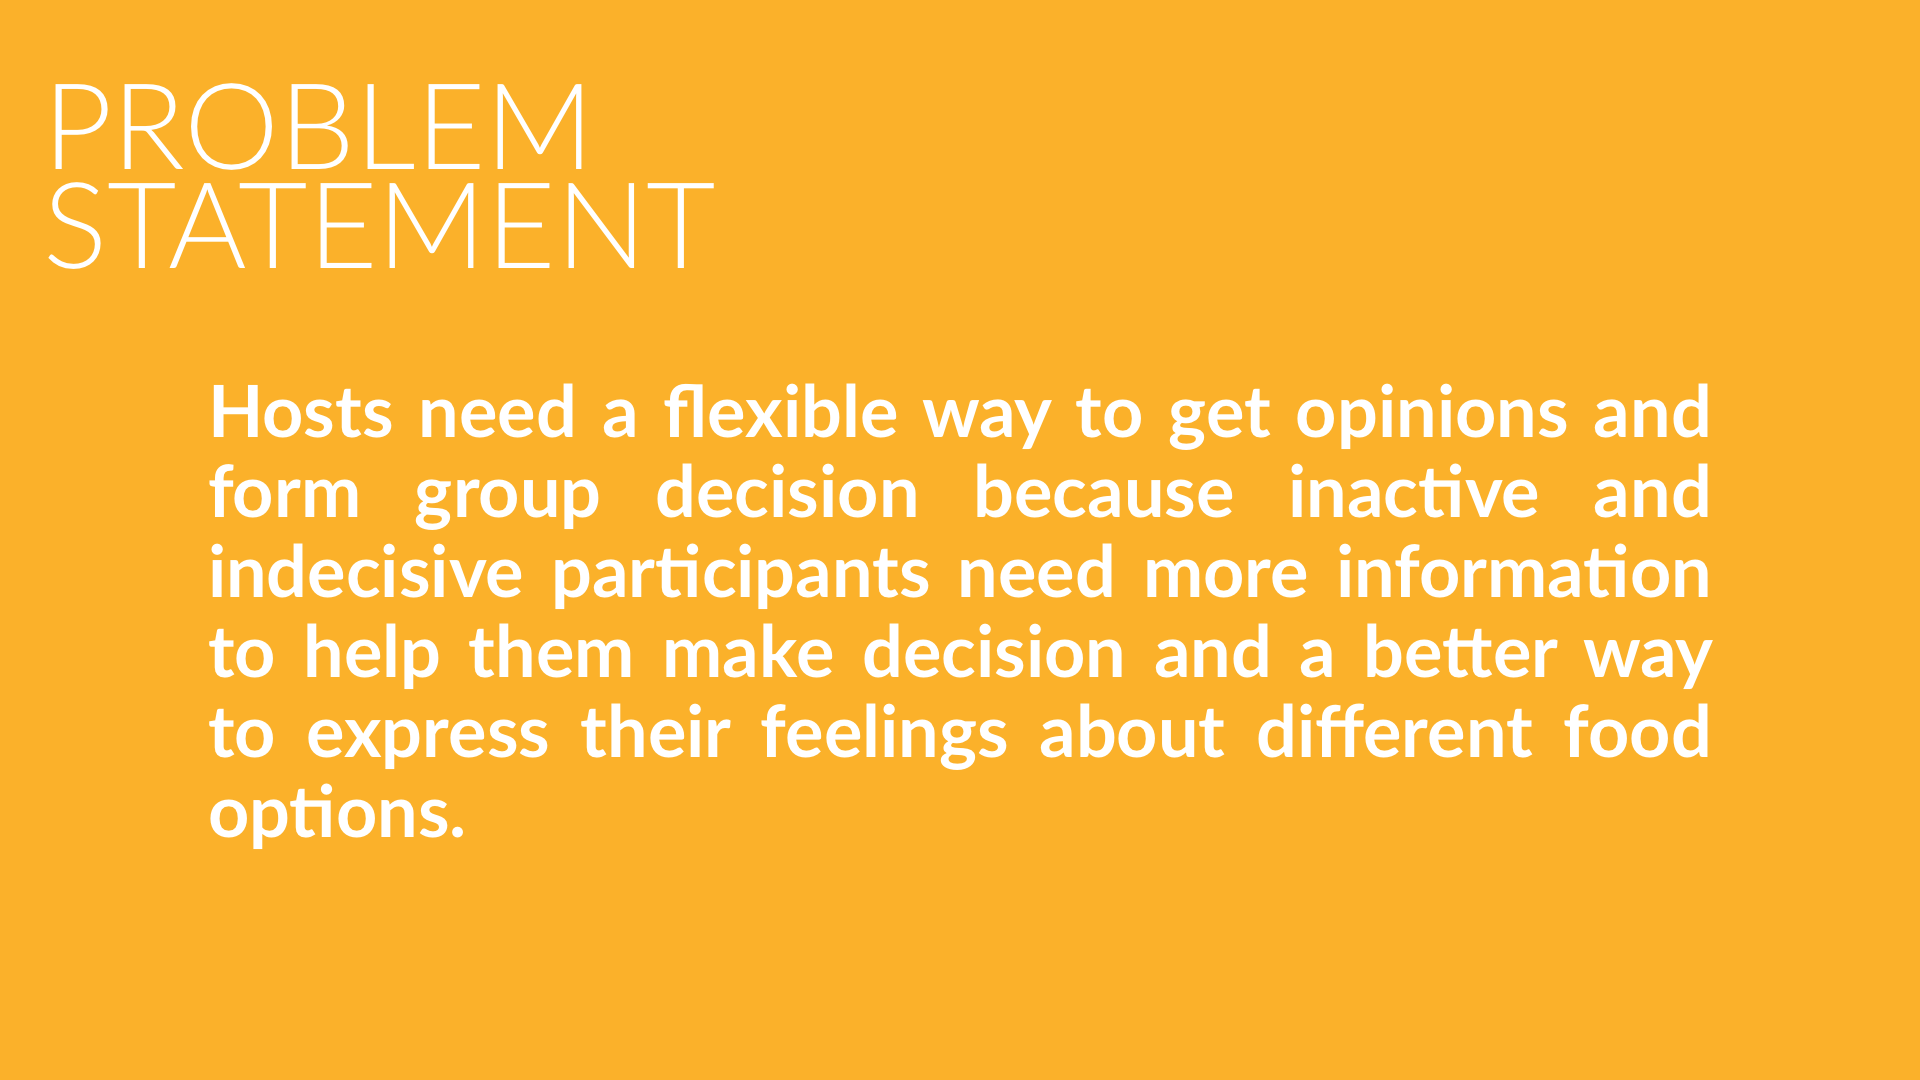 PROBLEM
STATEMENT
Hosts need a flexible way to get opinions and
form group decision because inactive and
indecisive participants need more information
to help them make decision and a better way
to express their feelings about different food
options.